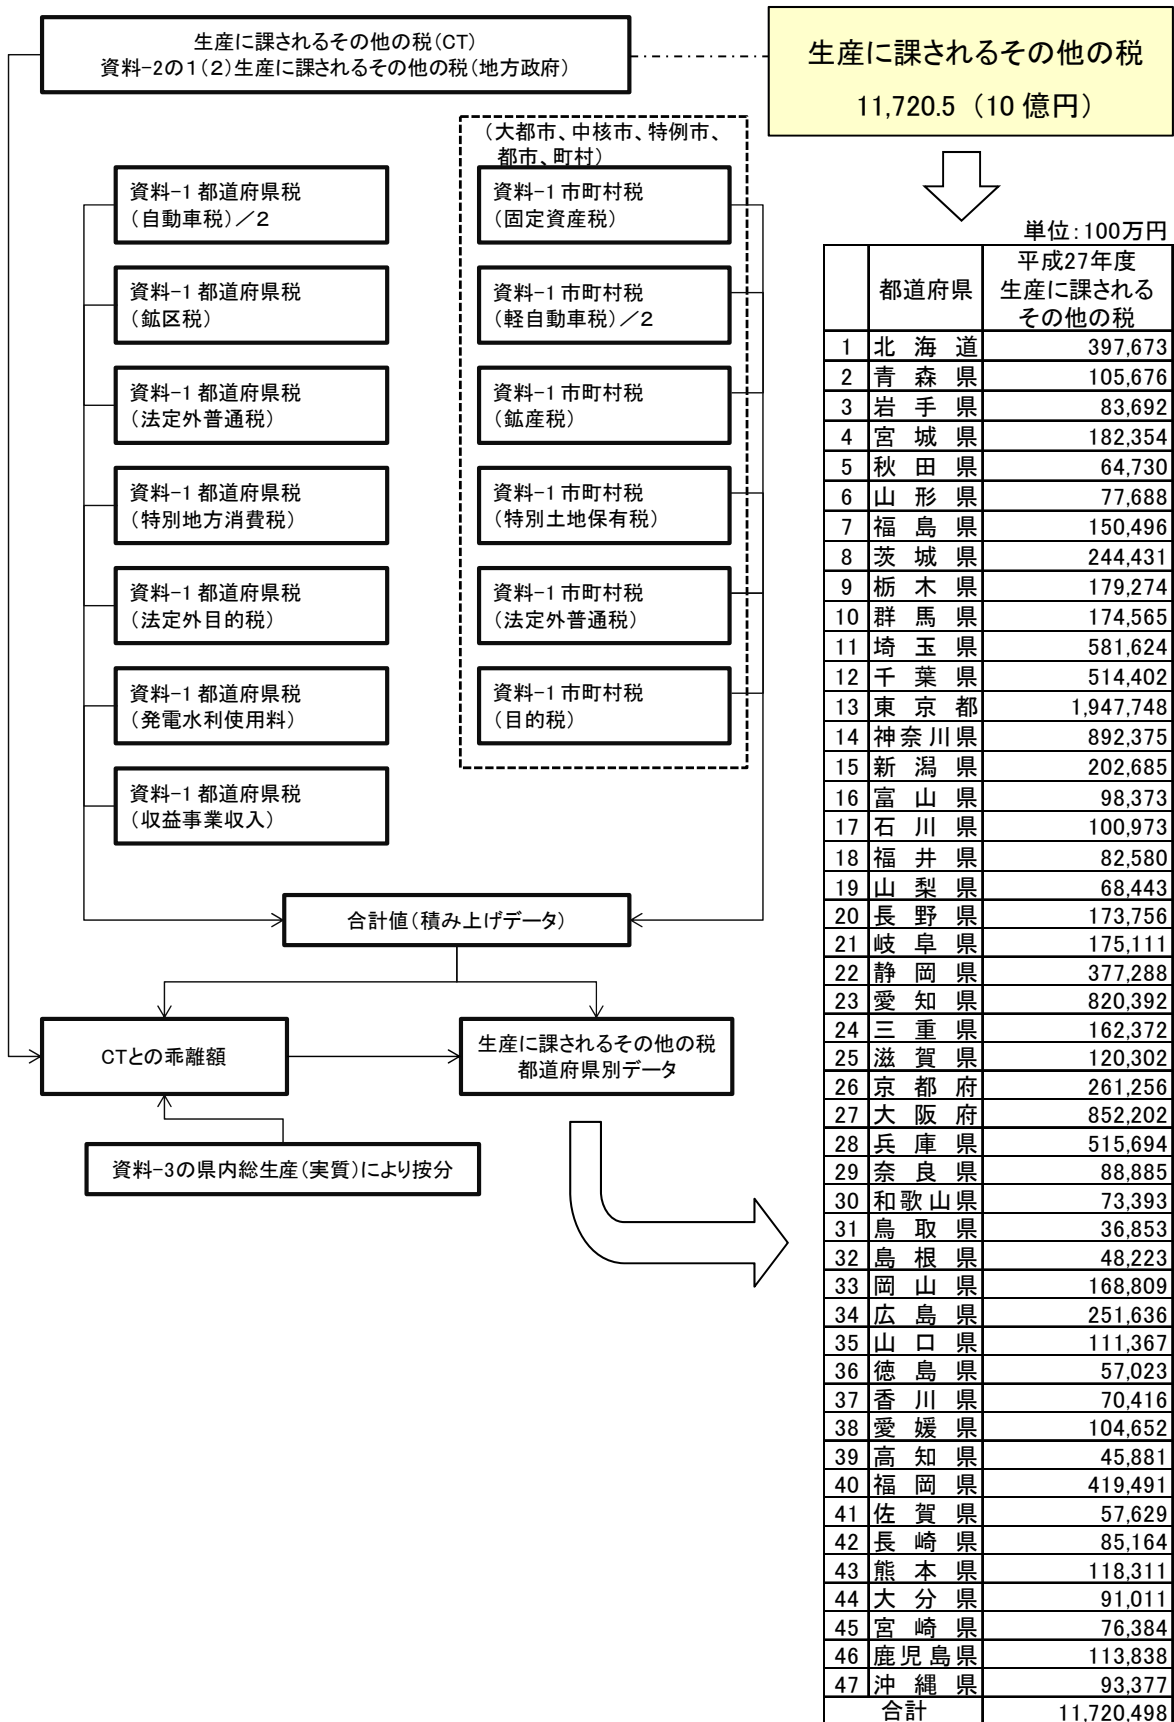 生産に課されるその他の税(CT)
資料-2の1(2)生産に課されるその他の税(地方政府)
生産に課されるその他の税
11,720.5 (10 億円)
資料-1 都道府県税
(自動車税)/2
資料-1 都道府県税
(鉱区税)
資料-1 都道府県税
(法定外普通税)
資料-1 都道府県税
(特別地方消費税)
資料-1 都道府県税
(法定外目的税)
資料-1 都道府県税
(発電水利使用料)
資料-1 都道府県税
(収益事業収入)
(大都市、中核市、特例市、
都市、町村)
資料-1 市町村税
(固定資産税)
資料-1 市町村税
(軽自動車税)/2
資料-1 市町村税
(鉱産税)
資料-1 市町村税
(特別土地保有税)
資料-1 市町村税
(法定外普通税)
資料-1 市町村税
(目的税)
合計値(積み上げデータ)
CTとの乖離額
生産に課されるその他の税
都道府県別データ
資料-3の県内総生産(実質)により按分
単位:100万円
都道府県
平成27年度
生産に課される
その他の税
1 北海道 397,673
2 青森県 105,676
3 岩手県 83,692
4 宮城県 182,354
5 秋田県 64,730
6 山形県 77,688
7 福島県 150,496
8 茨城県 244,431
9 栃木県 179,274
10 群馬県 174,565
11 埼玉県 581,624
12 千葉県 514,402
13 東京都 1,947,748
14 神奈川県 892,375
15 新潟県 202,685
16 富山県 98,373
17 石川県 100,973
18 福井県 82,580
19 山梨県 68,443
20 長野県 173,756
21 岐阜県 175,111
22 静岡県 377,288
23 愛知県 820,392
24 三重県 162,372
25 滋賀県 120,302
26 京都府 261,256
27 大阪府 852,202
28 兵庫県 515,694
29 奈良県 88,885
30 和歌山県 73,393
31 鳥取県 36,853
32 島根県 48,223
33 岡山県 168,809
34 広島県 251,636
35 山口県 111,367
36 徳島県 57,023
37 香川県 70,416
38 愛媛県 104,652
39 高知県 45,881
40 福岡県 419,491
41 佐賀県 57,629
42 長崎県 85,164
43 熊本県 118,311
44 大分県 91,011
45 宮崎県 76,384
46 鹿児島県 113,838
47 沖縄県 93,377
合計 11,720,498